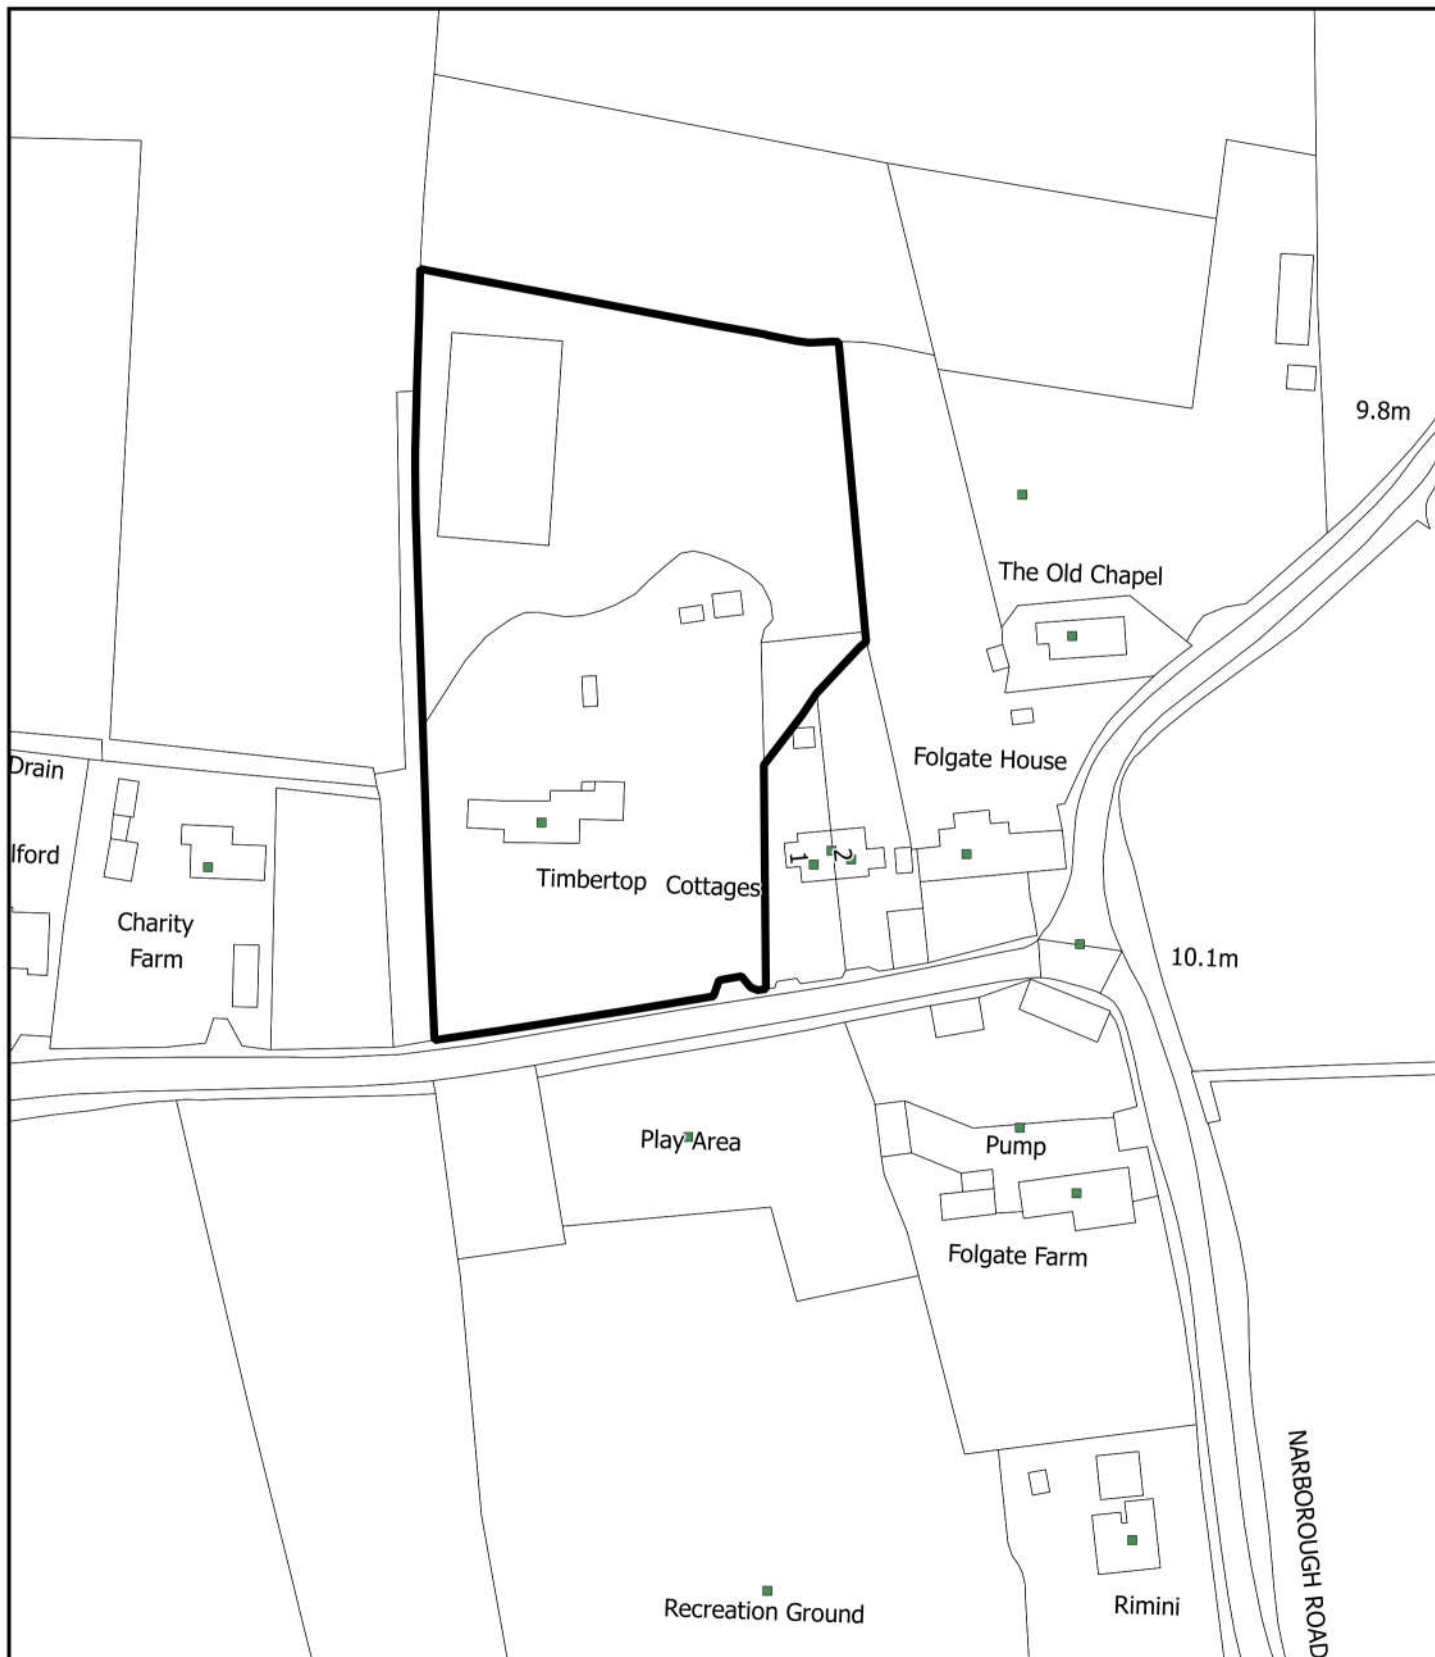 9.8m
The Old Chapel
Folgate House
Drain
lford
1
2
Timbertop
Cottages
Charity
Farm
10.1m
Play Area
Pump
Folgate Farm
NARBOROUGH ROAD
Recreation Ground
Rimini